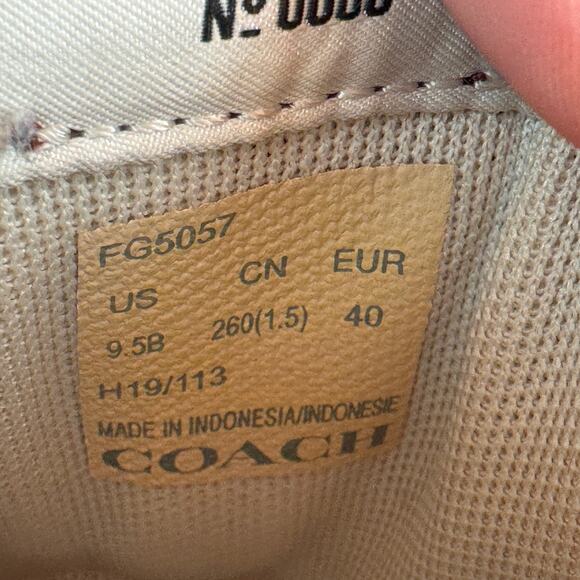 FG5057
US CN EUR
9.5B 260(1.5) 40
H19/113
MADE IN INDONESIA/INDONESIE
COACH